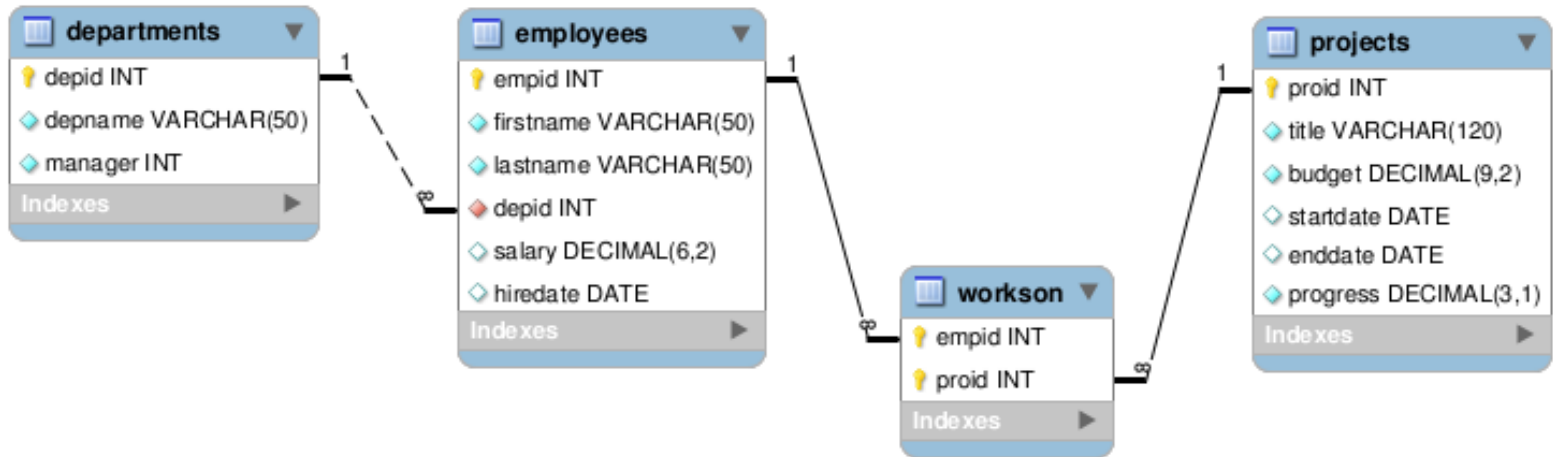 departments
depid INT
depname VARCHAR(50)
manager INT
Indexes
1
∞
employees
empid INT
firstname VARCHAR(50)
lastname VARCHAR(50)
depid INT
salary DECIMAL(6,2)
hiredate DATE
Indexes
1
∞
workson
empid INT
proid INT
Indexes
∞
1
projects
proid INT
title VARCHAR(120)
budget DECIMAL(9,2)
startdate DATE
enddate DATE
progress DECIMAL(3,1)
Indexes